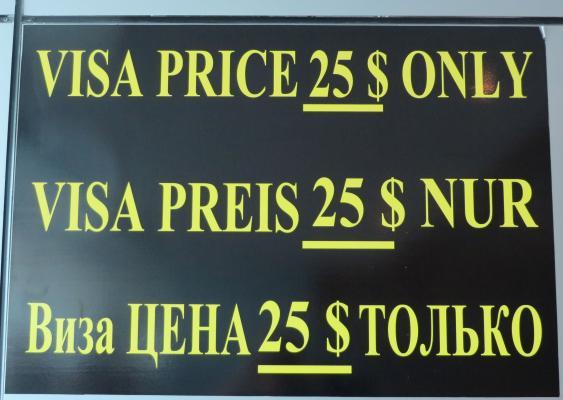 VISA PRICE 25 $ ONLY
VISA PREIS 25 $ NUR
Виза ЦЕНА 25 $ ТОЛЬКО